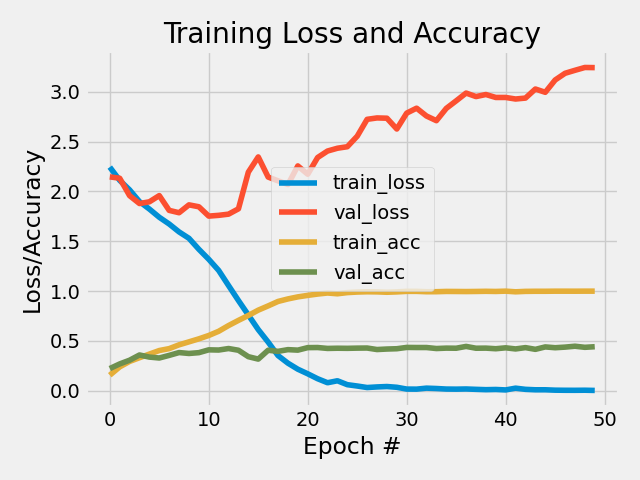 Training Loss and Accuracy
Loss/Accuracy
3.0
2.5
2.0
1.5
1.0
0.5
0.0
train_loss
val_loss
train_acc
val_acc
0 10 20 30 40 50
Epoch #